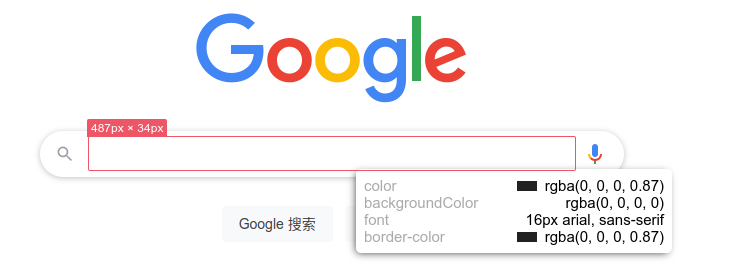 Google
487px × 34px
color rgba(0, 0, 0, 0.87)
backgroundColor rgba(0, 0, 0, 0)
Google 搜索
font 16px arial, sans-serif
border-color rgba(0, 0, 0, 0.87)